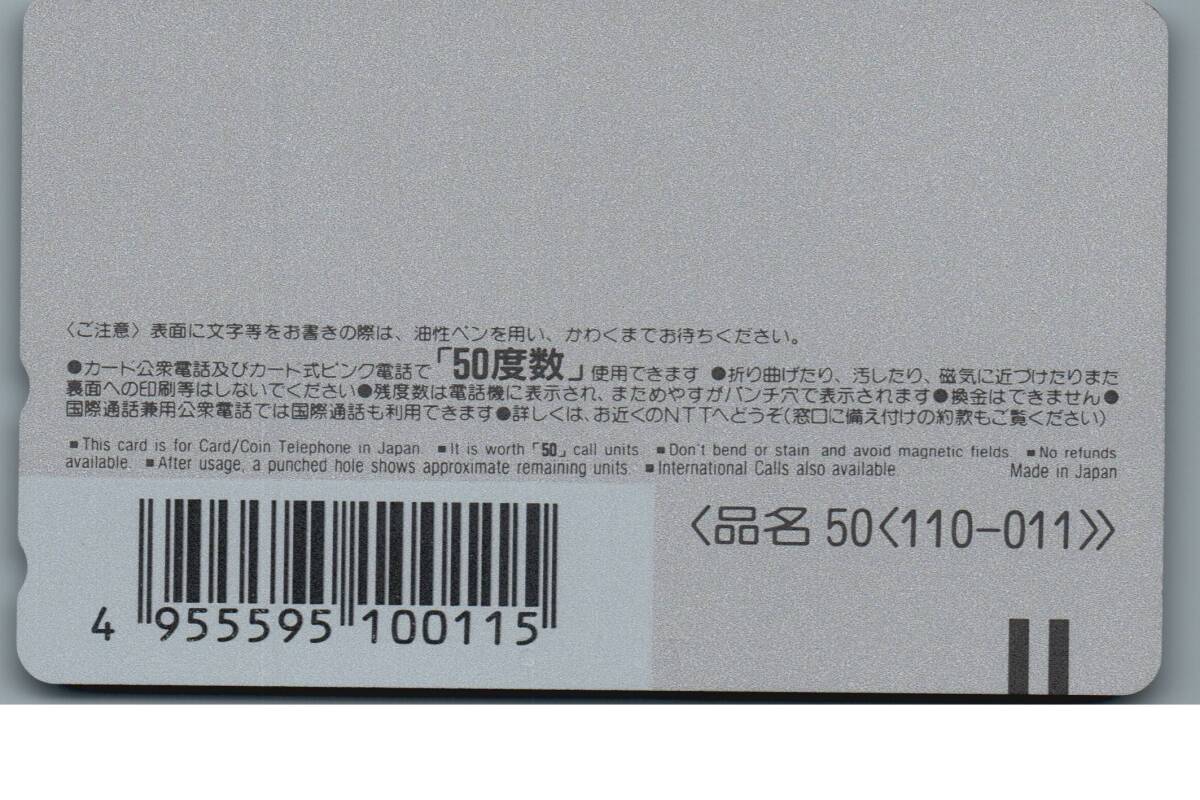 〈ご注意〉表面に文字等をお書きの際は、油性ペンを用い、かわくまでお待ちください。
●カード公衆電話及びカード式ピンク電話で「50度数」使用できます ●折り曲げたり、汚したり、磁気に近づけたりまた
裏面への印刷等はしないでください●残度数は電話機に表示され、まためやすがパンチ穴で表示されます●換金はできません●
国際通話兼用公衆電話では国際通話も利用できます●詳しくは、お近くのNTTへどうぞ(窓口に備え付けの約款もご覧ください)
■This card is for Card/Coin Telephone in Japan ■It is worth「50」call units ■Don't bend or stain and avoid magnetic fields ■No refunds
available. ■After usage, a punched hole shows approximate remaining units ■International Calls also available. Made in Japan
〈品名 50〈110-011》
4 955595 100115